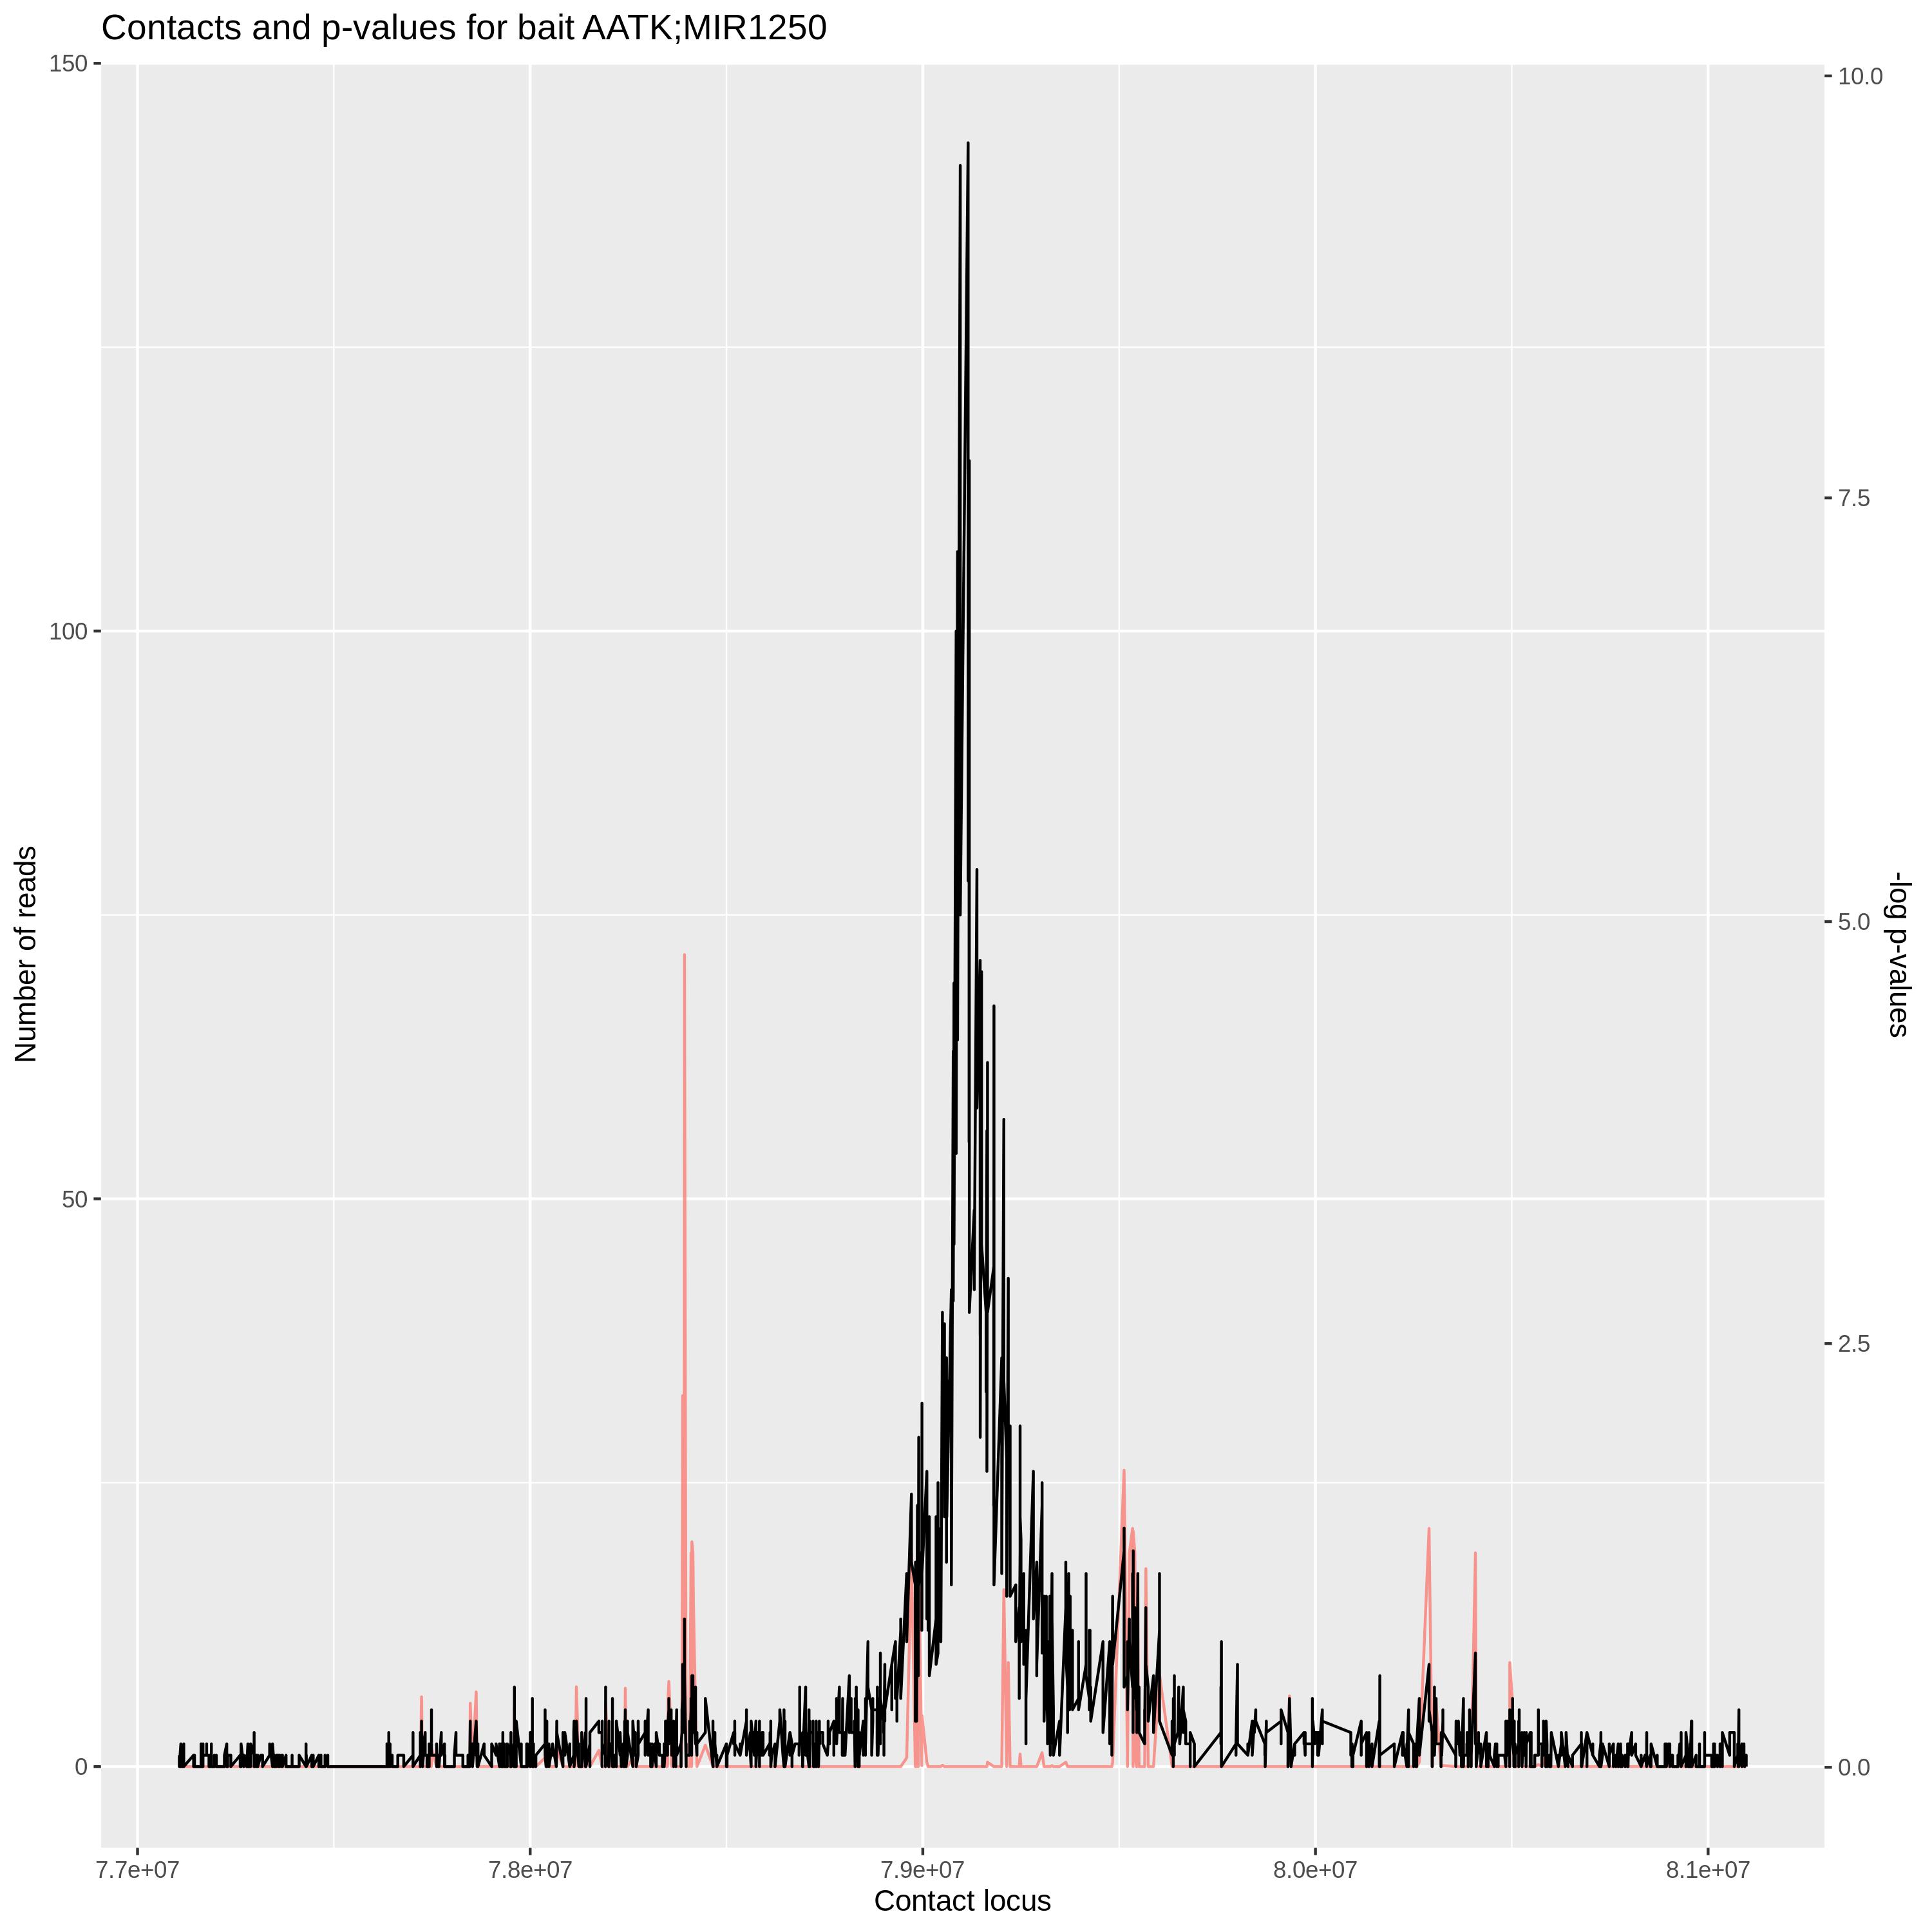 Contacts and p-values for bait AATK;MIR1250
150
100
50
0
Number of reads
10.0
7.5
5.0
2.5
0.0
-log p-values
7.7e+07 7.8e+07 7.9e+07 8.0e+07 8.1e+07
Contact locus